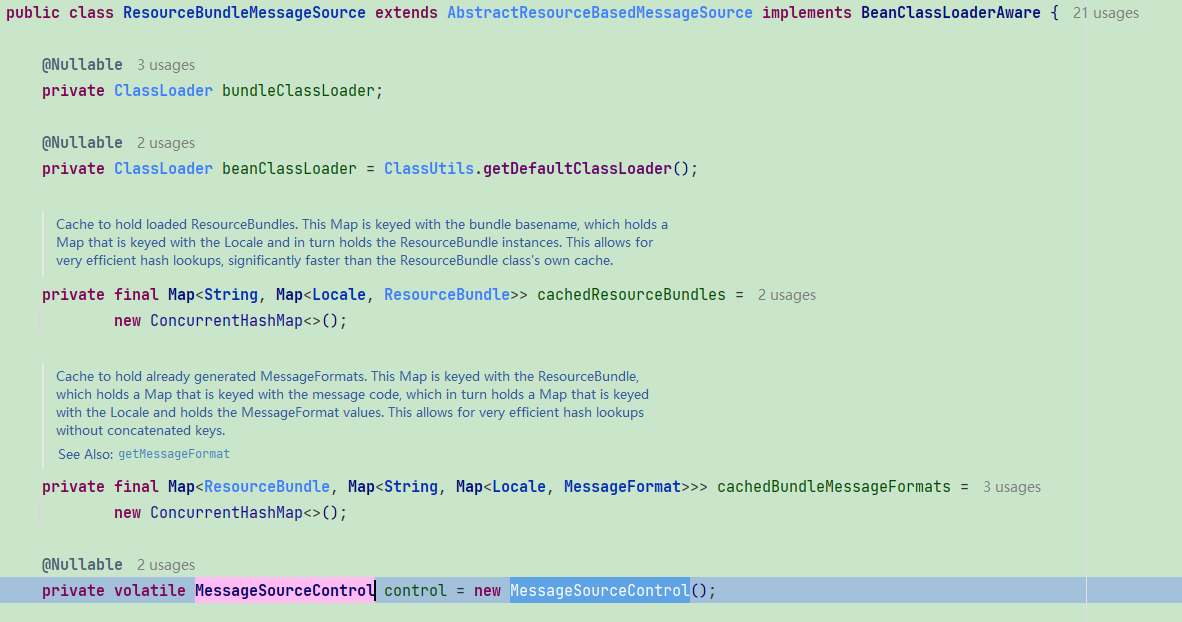 public class ResourceBundleMessageSource extends AbstractResourceBasedMessageSource implements BeanClassLoaderAware { 21 usages
@Nullable 3 usages
private ClassLoader bundleClassLoader;
@Nullable 2 usages
private ClassLoader beanClassLoader = ClassUtils.getDefaultClassLoader();
Cache to hold loaded ResourceBundles. This Map is keyed with the bundle basename, which holds a
Map that is keyed with the Locale and in turn holds the ResourceBundle instances. This allows for
very efficient hash lookups, significantly faster than the ResourceBundle class's own cache.
private final Map<String, Map<Locale, ResourceBundle>> cachedResourceBundles = 2 usages
new ConcurrentHashMap<>();
Cache to hold already generated MessageFormats. This Map is keyed with the ResourceBundle,
which holds a Map that is keyed with the message code, which in turn holds a Map that is keyed
with the Locale and holds the MessageFormat values. This allows for very efficient hash lookups
without concatenated keys.
See Also: getMessageFormat
private final Map<ResourceBundle, Map<String, Map<Locale, MessageFormat>>> cachedBundleMessageFormats = 3 usages
new ConcurrentHashMap<>();
@Nullable 2 usages
private volatile MessageSourceControl control = new MessageSourceControl();